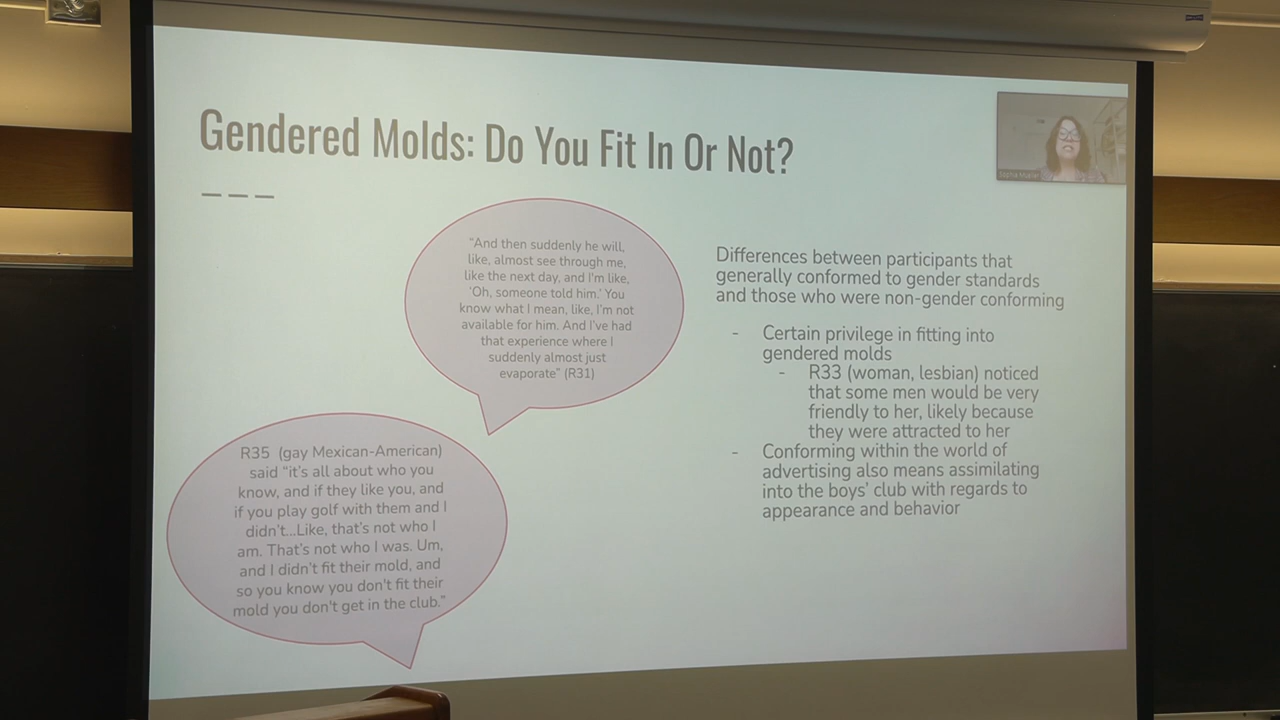 Gendered Molds: Do You Fit In Or Not?
"And then suddenly he will,
like, almost see through me,
like the next day, and I'm like,
'Oh, someone told him.' You
know what I mean, like, I'm not
available for him. And I've had
that experience where I
suddenly almost just
evaporate" (R31)
R35 (gay Mexican-American)
said "it's all about who you
know, and if they like you, and
if you play golf with them and I
didn't...Like, that's not who I
am. That's not who I was. Um,
and I didn't fit their mold, and
so you know you don't fit their
mold you don't get in the club."
Differences between participants that
generally conformed to gender standards
and those who were non-gender conforming
- Certain privilege in fitting into
gendered molds
- R33 (woman, lesbian) noticed
that some men would be very
friendly to her, likely because
they were attracted to her
- Conforming within the world of
advertising also means assimilating
into the boys' club with regards to
appearance and behavior
Sophia Mueller